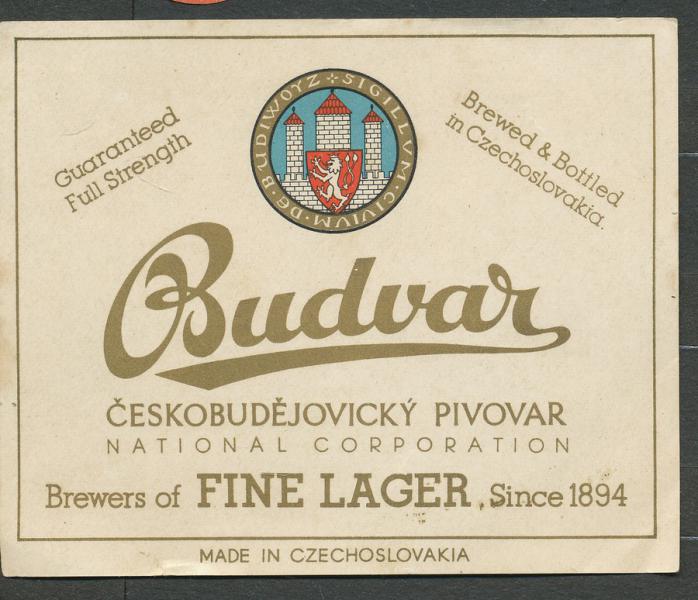 SIGILLVM · CIVIVM · DE · BVDIWOYZ
Guaranteed
Full Strength
Brewed & Bottled
in Czechoslovakia.
Budvar
ČESKOBUDĚJOVICKÝ PIVOVAR
NATIONAL CORPORATION
Brewers of FINE LAGER, Since 1894
MADE IN CZECHOSLOVAKIA